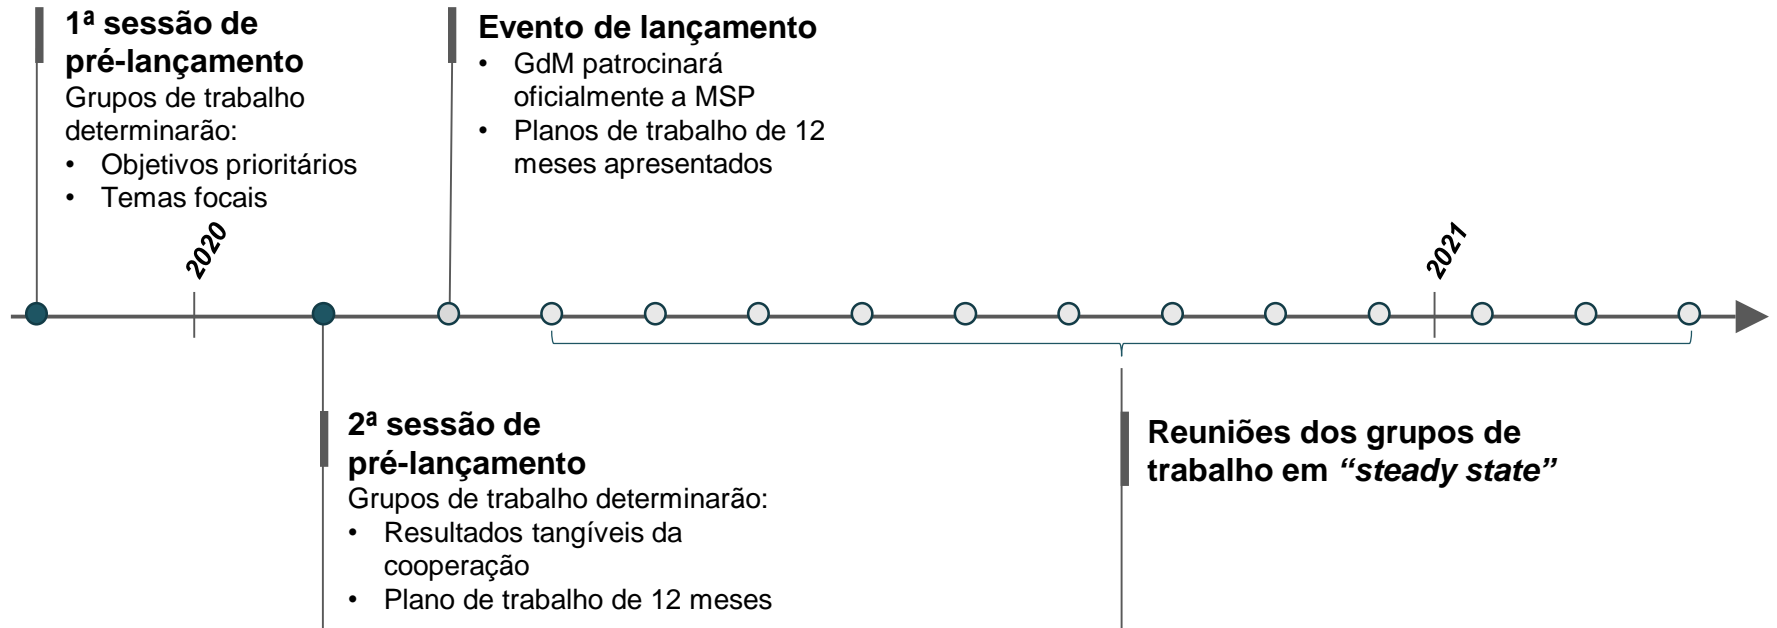 1ª sessão de
pré-lançamento
Grupos de trabalho
determinarão:
• Objetivos prioritários
• Temas focais
Evento de lançamento
• GdM patrocinará
oficialmente a MSP
• Planos de trabalho de 12
meses apresentados
2020
2021
2ª sessão de
pré-lançamento
Grupos de trabalho determinarão:
• Resultados tangíveis da
cooperação
• Plano de trabalho de 12 meses
Reuniões dos grupos de
trabalho em “steady state”